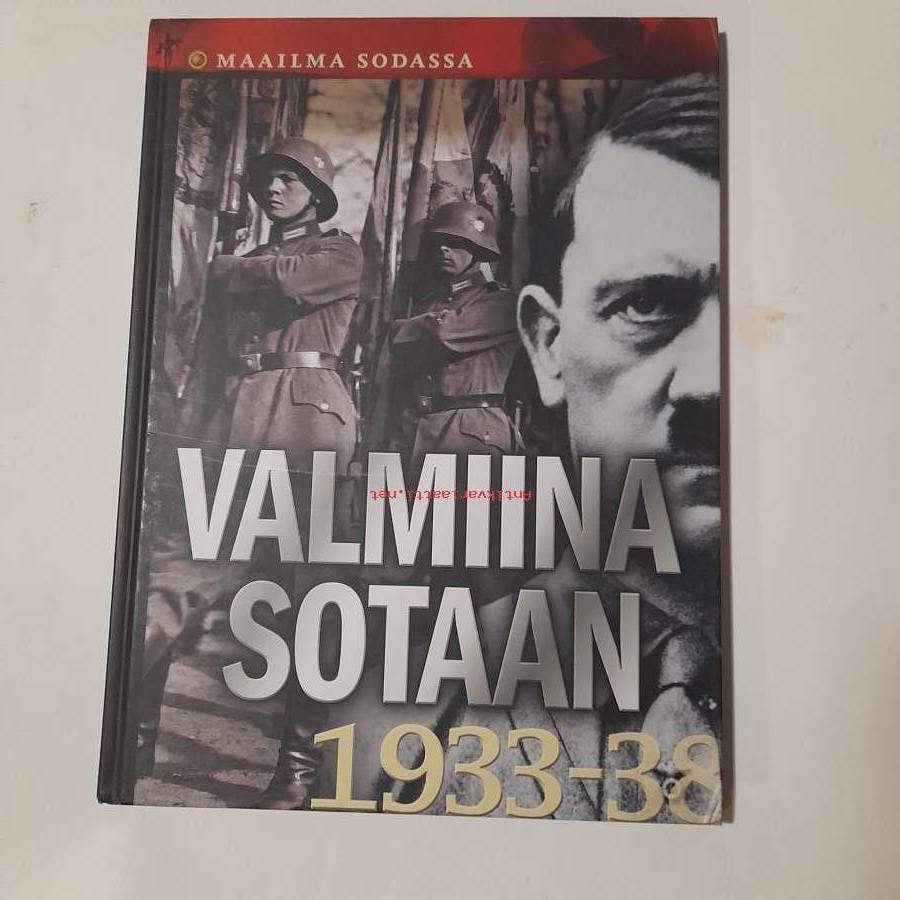 MAAILMA SODASSA
VALMIINA
Antikvariaatti.net
SOTAAN
1933-38